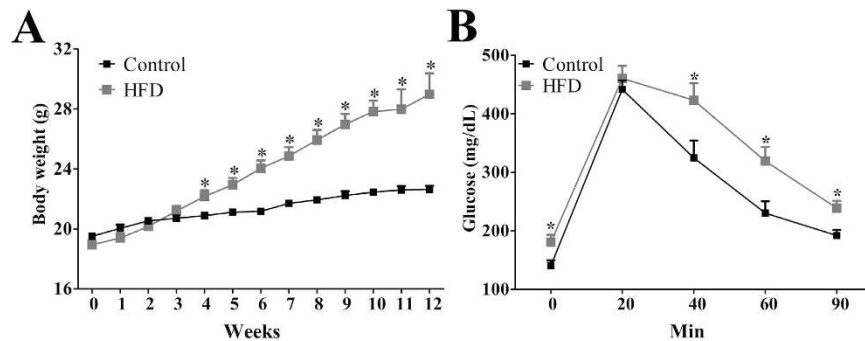 A
Control
HFD
Body weight (g)
32
28
24
20
16
* * * * * * * * *
0 1 2 3 4 5 6 7 8 9 10 11 12
Weeks
B
Control
HFD
Glucose (mg/dL)
500
400
300
200
100
* * * *
0 20 40 60 90
Min